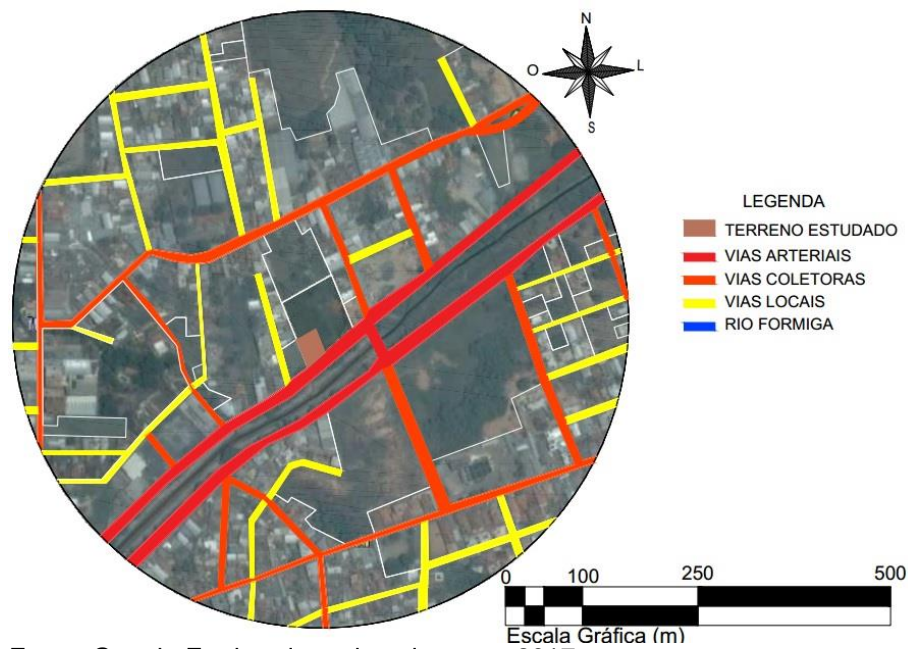 N
O
L
S
LEGENDA
TERRENO ESTUDADO
VIAS ARTERIAIS
VIAS COLETORAS
VIAS LOCAIS
RIO FORMIGA
0 100 250 500
Escala Gráfica (m)